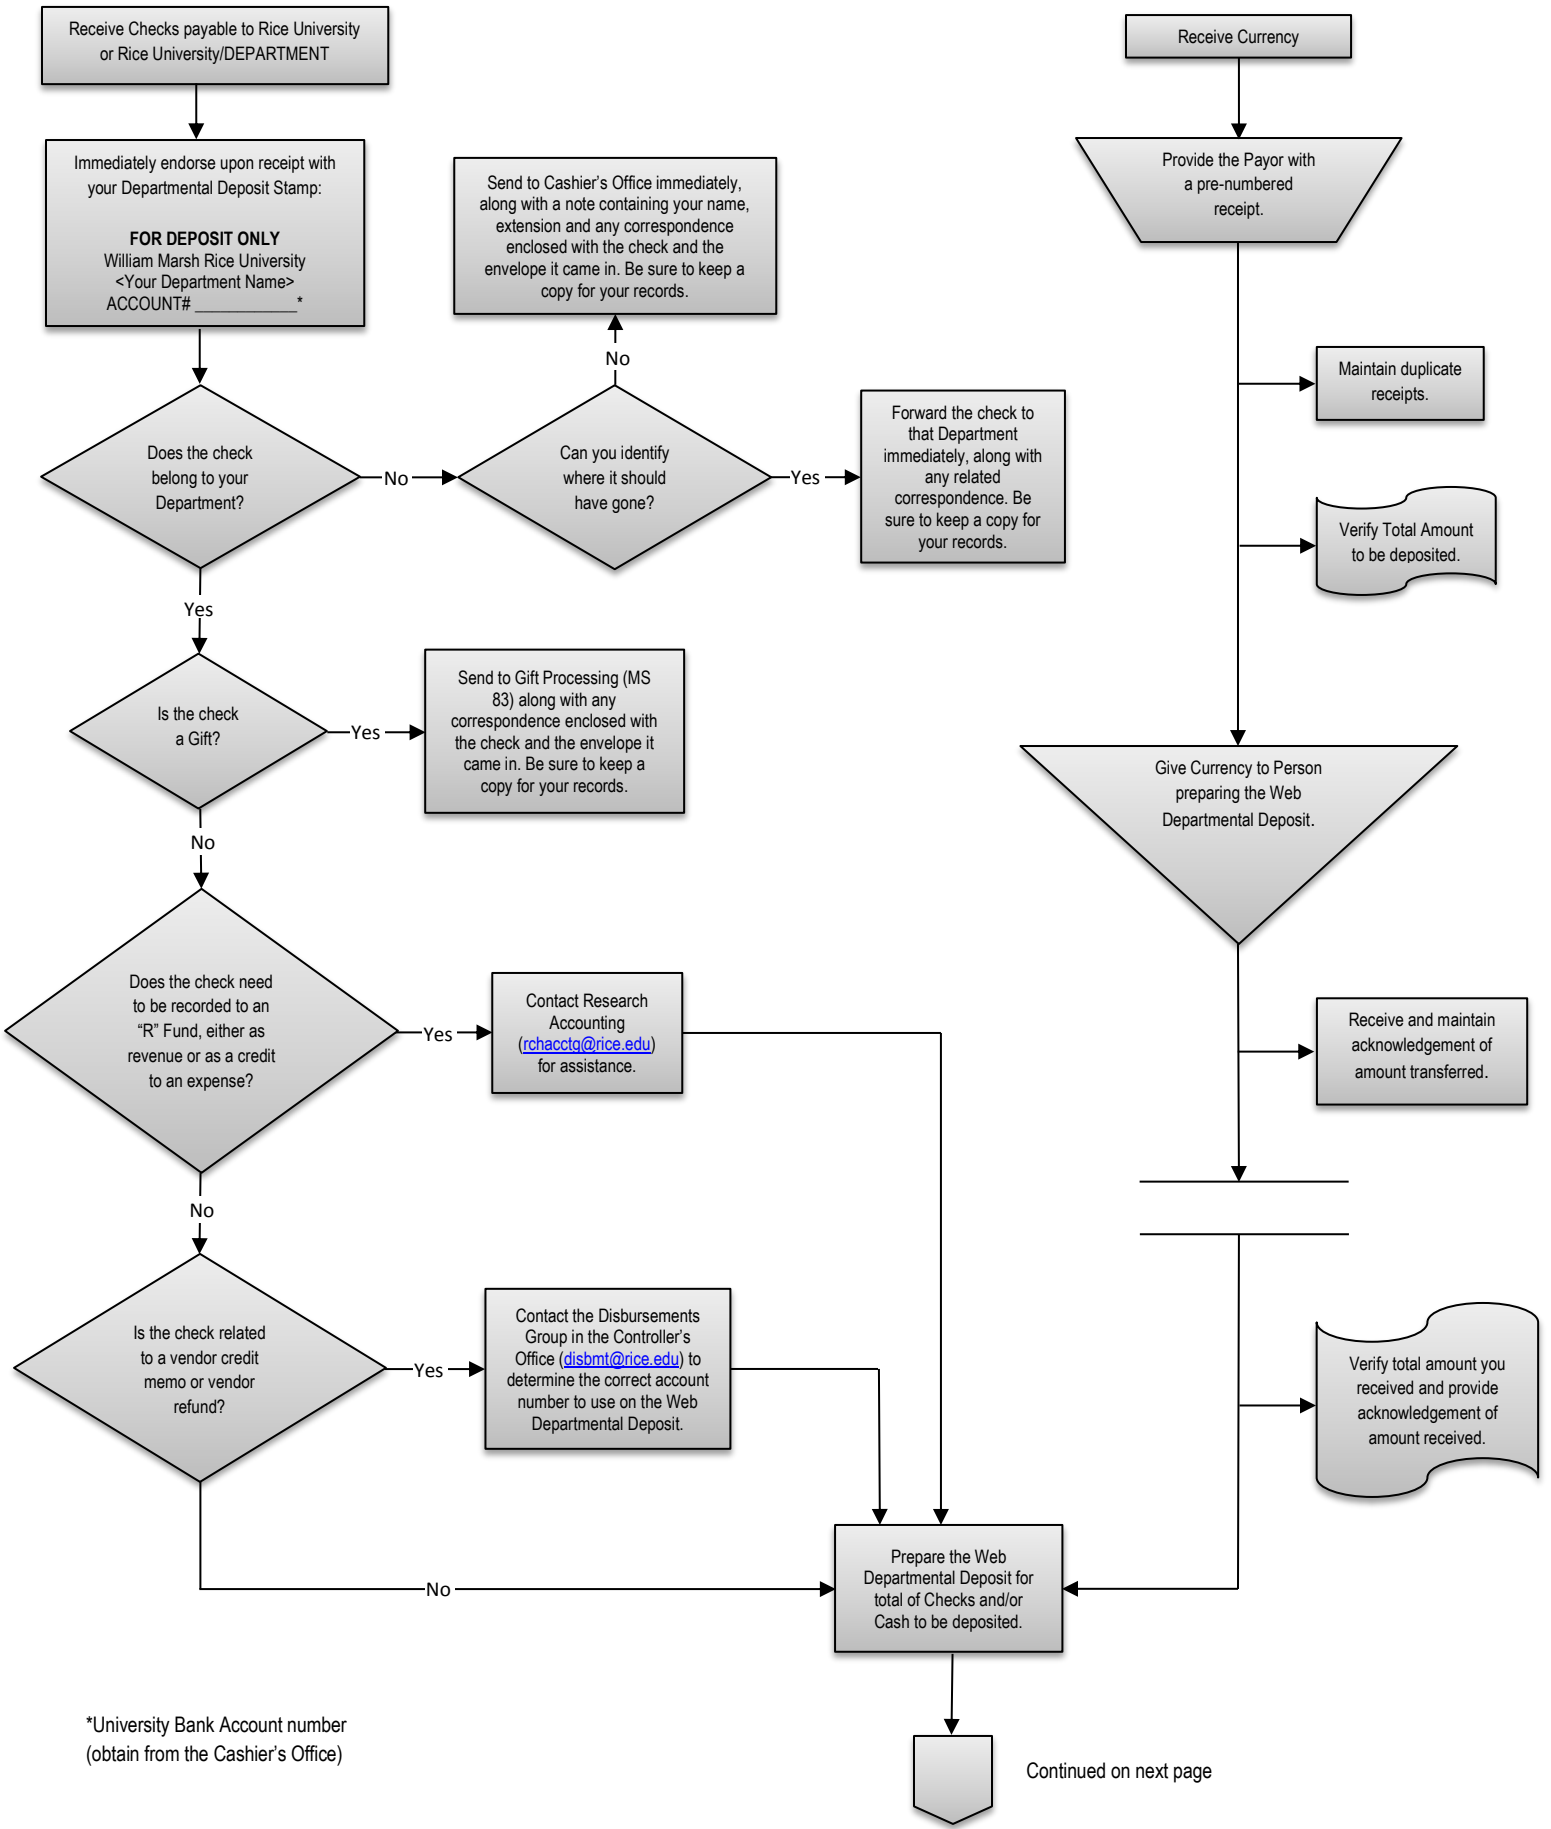 Receive Checks payable to Rice University
or Rice University/DEPARTMENT
Receive Currency
Immediately endorse upon receipt with
your Departmental Deposit Stamp:
FOR DEPOSIT ONLY
William Marsh Rice University
<Your Department Name>
ACCOUNT# ____________*
Send to Cashier's Office immediately,
along with a note containing your name,
extension and any correspondence
enclosed with the check and the
envelope it came in. Be sure to keep a
copy for your records.
Provide the Payor with
a pre-numbered
receipt.
No
Maintain duplicate
receipts.
Does the check
belong to your
Department?
No
Can you identify
where it should
have gone?
Yes
Forward the check to
that Department
immediately, along with
any related
correspondence. Be
sure to keep a copy for
your records.
Verify Total Amount
to be deposited.
Yes
Is the check
a Gift?
Yes
Send to Gift Processing (MS
83) along with any
correspondence enclosed with
the check and the envelope it
came in. Be sure to keep a
copy for your records.
Give Currency to Person
preparing the Web
Departmental Deposit.
No
Does the check need
to be recorded to an
“R” Fund, either as
revenue or as a credit
to an expense?
Yes
Contact Research
Accounting
(rchacctg@rice.edu)
for assistance.
Receive and maintain
acknowledgement of
amount transferred.
No
Is the check related
to a vendor credit
memo or vendor
refund?
Yes
Contact the Disbursements
Group in the Controller's
Office (disbmt@rice.edu) to
determine the correct account
number to use on the Web
Departmental Deposit.
Verify total amount you
received and provide
acknowledgement of
amount received.
No
Prepare the Web
Departmental Deposit for
total of Checks and/or
Cash to be deposited.
*University Bank Account number
(obtain from the Cashier's Office)
Continued on next page